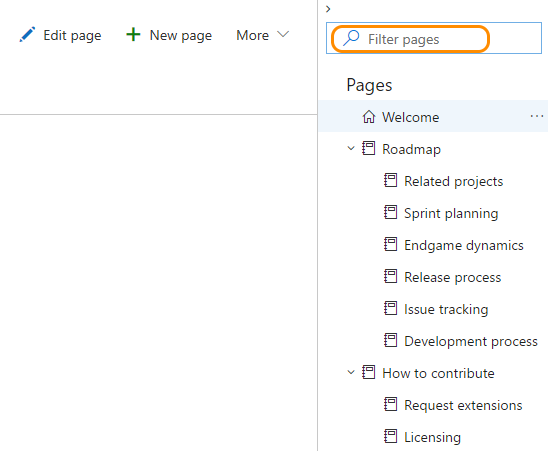 Edit page New page More
Filter pages
Pages
Welcome
Roadmap
Related projects
Sprint planning
Endgame dynamics
Release process
Issue tracking
Development process
How to contribute
Request extensions
Licensing